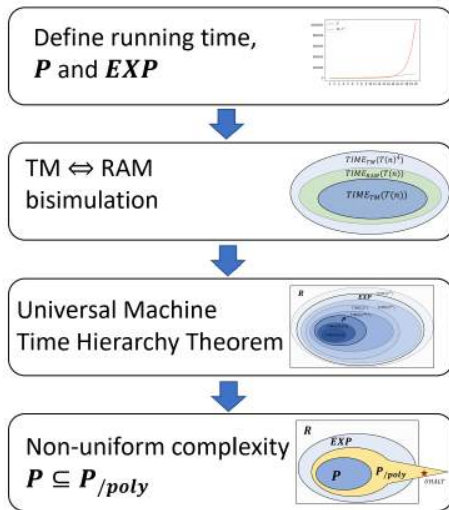 Define running time,
P and EXP
TM ⇔ RAM
bisimulation
TIME_TM(T(n)^4)
TIME_RAM(T(n))
TIME_TM(T(n))
Universal Machine
Time Hierarchy Theorem
R
EXP
Non-uniform complexity
P ⊆ P_/poly
R
EXP
P
P_/poly
UHALT